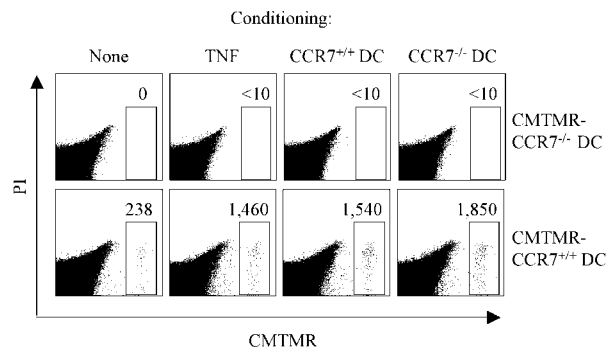 Conditioning:
None TNF CCR7+/+ DC CCR7-/- DC
0 <10 <10 <10
CMTMR-
CCR7-/- DC
PI
238 1,460 1,540 1,850
CMTMR-
CCR7+/+ DC
CMTMR